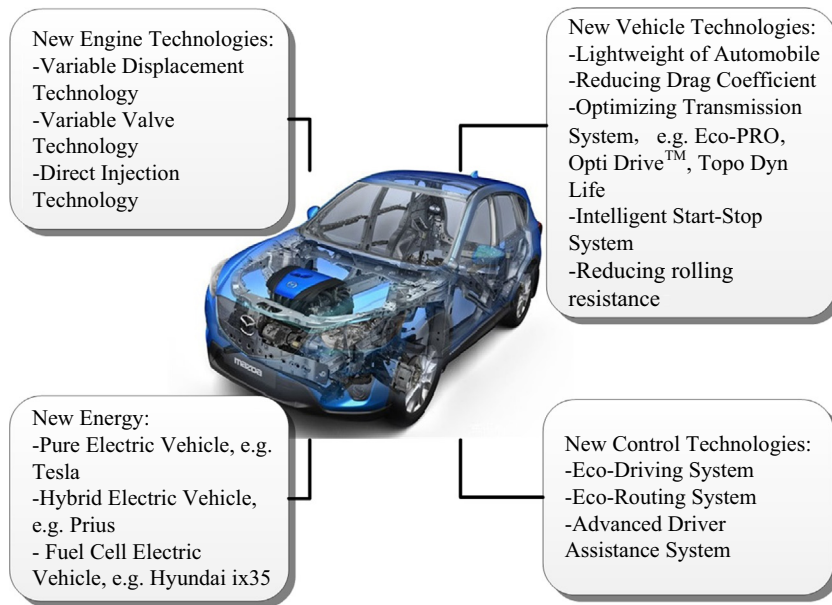 New Engine Technologies:
-Variable Displacement
Technology
-Variable Valve
Technology
-Direct Injection
Technology
New Vehicle Technologies:
-Lightweight of Automobile
-Reducing Drag Coefficient
-Optimizing Transmission
System, e.g. Eco-PRO,
Opti Drive™, Topo Dyn
Life
-Intelligent Start-Stop
System
-Reducing rolling
resistance
mazda
New Energy:
-Pure Electric Vehicle, e.g.
Tesla
-Hybrid Electric Vehicle,
e.g. Prius
- Fuel Cell Electric
Vehicle, e.g. Hyundai ix35
New Control Technologies:
-Eco-Driving System
-Eco-Routing System
-Advanced Driver
Assistance System